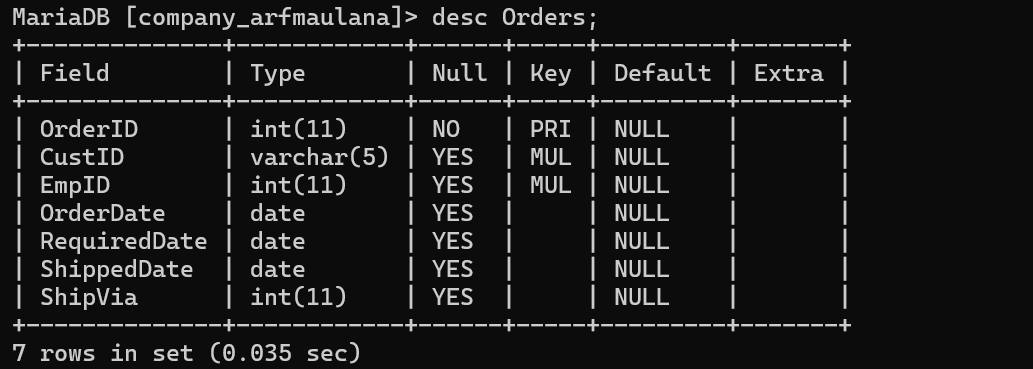 MariaDB [company_arfmaulana]> desc Orders;
+--------------+------------+------+-----+---------+-------+
| Field        | Type       | Null | Key | Default | Extra |
+--------------+------------+------+-----+---------+-------+
| OrderID      | int(11)    | NO   | PRI | NULL    |       |
| CustID       | varchar(5) | YES  | MUL | NULL    |       |
| EmpID        | int(11)    | YES  | MUL | NULL    |       |
| OrderDate    | date       | YES  |     | NULL    |       |
| RequiredDate | date       | YES  |     | NULL    |       |
| ShippedDate  | date       | YES  |     | NULL    |       |
| ShipVia      | int(11)    | YES  |     | NULL    |       |
+--------------+------------+------+-----+---------+-------+
7 rows in set (0.035 sec)